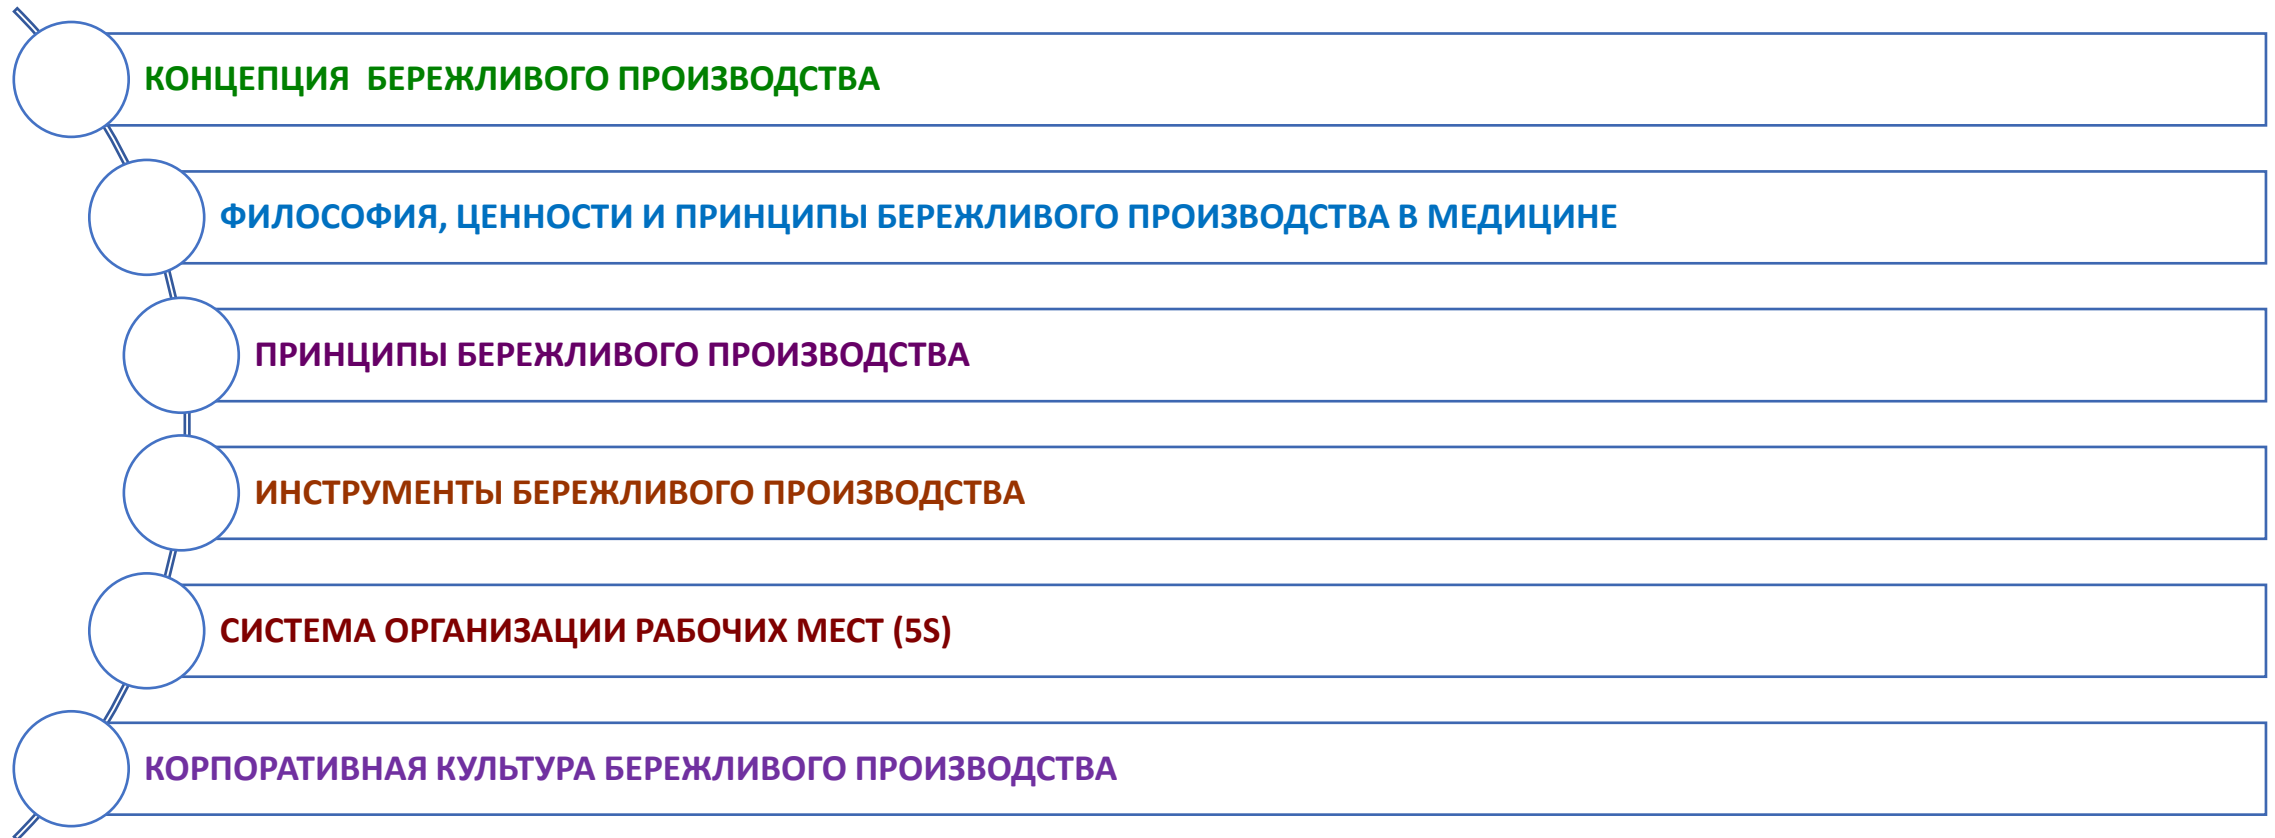 КОНЦЕПЦИЯ  БЕРЕЖЛИВОГО ПРОИЗВОДСТВА
ФИЛОСОФИЯ, ЦЕННОСТИ И ПРИНЦИПЫ БЕРЕЖЛИВОГО ПРОИЗВОДСТВА В МЕДИЦИНЕ
ПРИНЦИПЫ БЕРЕЖЛИВОГО ПРОИЗВОДСТВА
ИНСТРУМЕНТЫ БЕРЕЖЛИВОГО ПРОИЗВОДСТВА
СИСТЕМА ОРГАНИЗАЦИИ РАБОЧИХ МЕСТ (5S)
КОРПОРАТИВНАЯ КУЛЬТУРА БЕРЕЖЛИВОГО ПРОИЗВОДСТВА